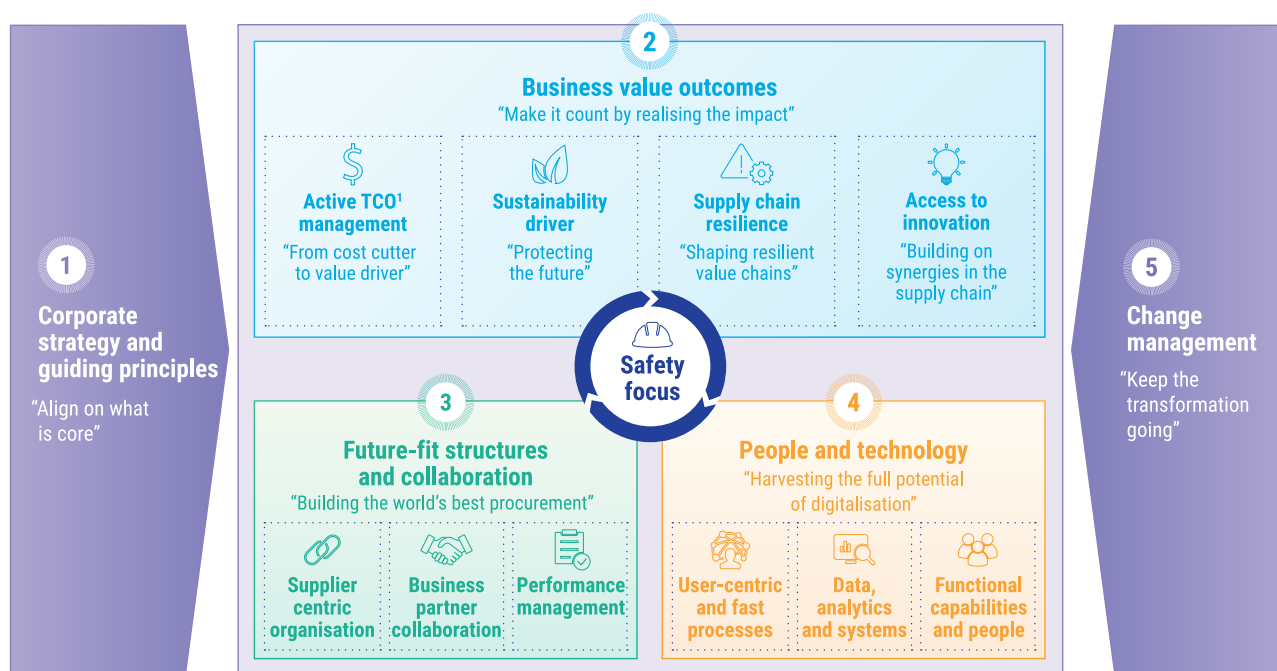 1
Corporate
strategy and
guiding principles
“Align on what
is core”
2
Business value outcomes
“Make it count by realising the impact”
Active TCO¹
management
“From cost cutter
to value driver”
Sustainability
driver
“Protecting
the future”
Supply chain
resilience
“Shaping resilient
value chains”
Access to
innovation
“Building on
synergies in the
supply chain”
Safety
focus
3
Future-fit structures
and collaboration
“Building the world’s best procurement”
Supplier
centric
organisation
Business
partner
collaboration
Performance
management
4
People and technology
“Harvesting the full potential
of digitalisation”
User-centric
and fast
processes
Data,
analytics
and systems
Functional
capabilities
and people
5
Change
management
“Keep the
transformation
going”